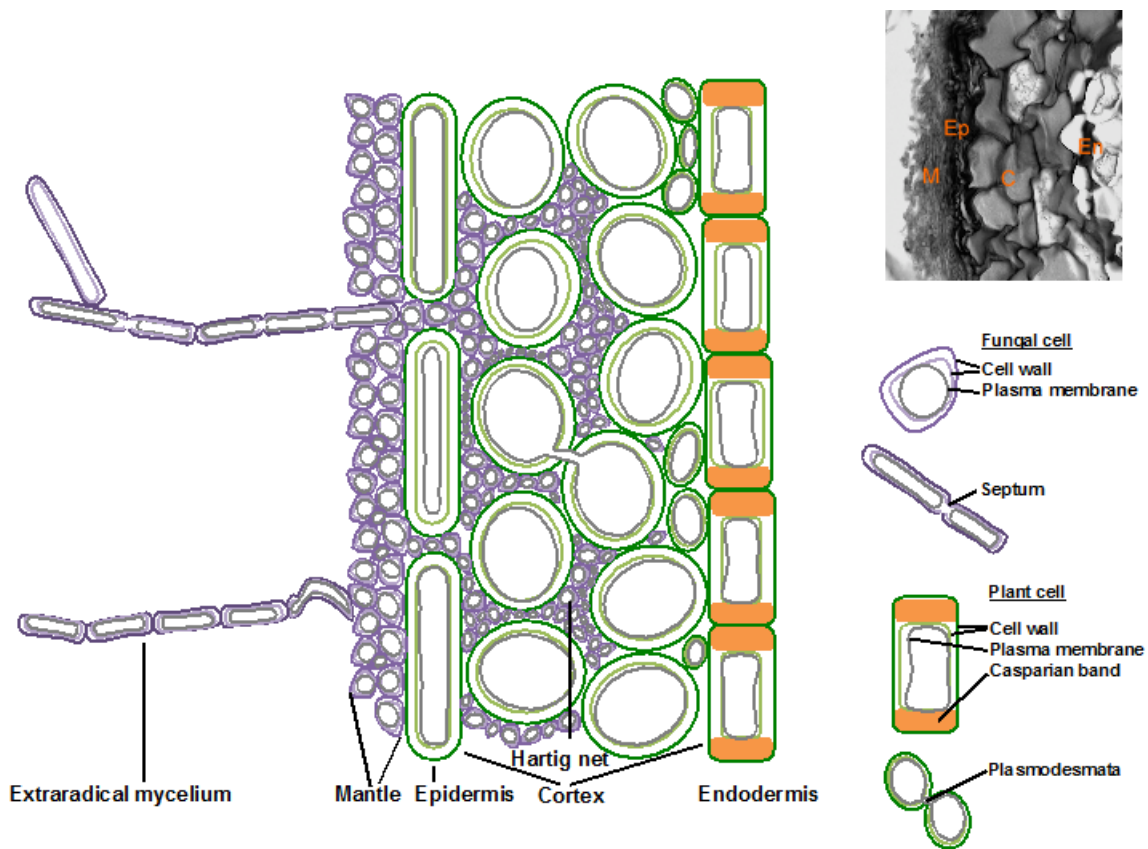 Ep
En
M
C
Fungal cell
Cell wall
Plasma membrane
Septum
Plant cell
Cell wall
Plasma membrane
Casparian band
Plasmodesmata
Hartig net
Extraradical mycelium
Mantle
Epidermis
Cortex
Endodermis